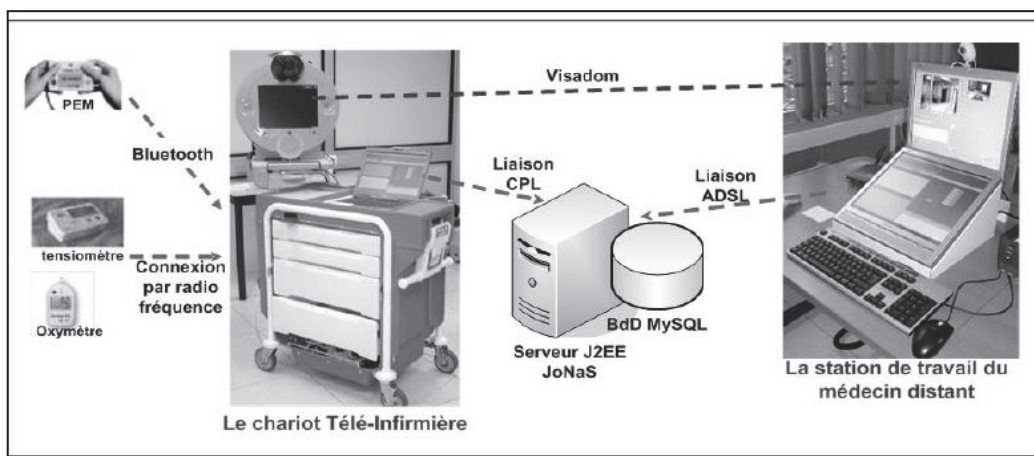 PEM
Bluetooth
tensiomètre
Connexion
par radio
fréquence
Oxymètre
Le chariot Télé-Infirmière
Visadom
Liaison
CPL
Liaison
ADSL
BdD MySQL
Serveur J2EE
JoNaS
La station de travail du
médecin distant